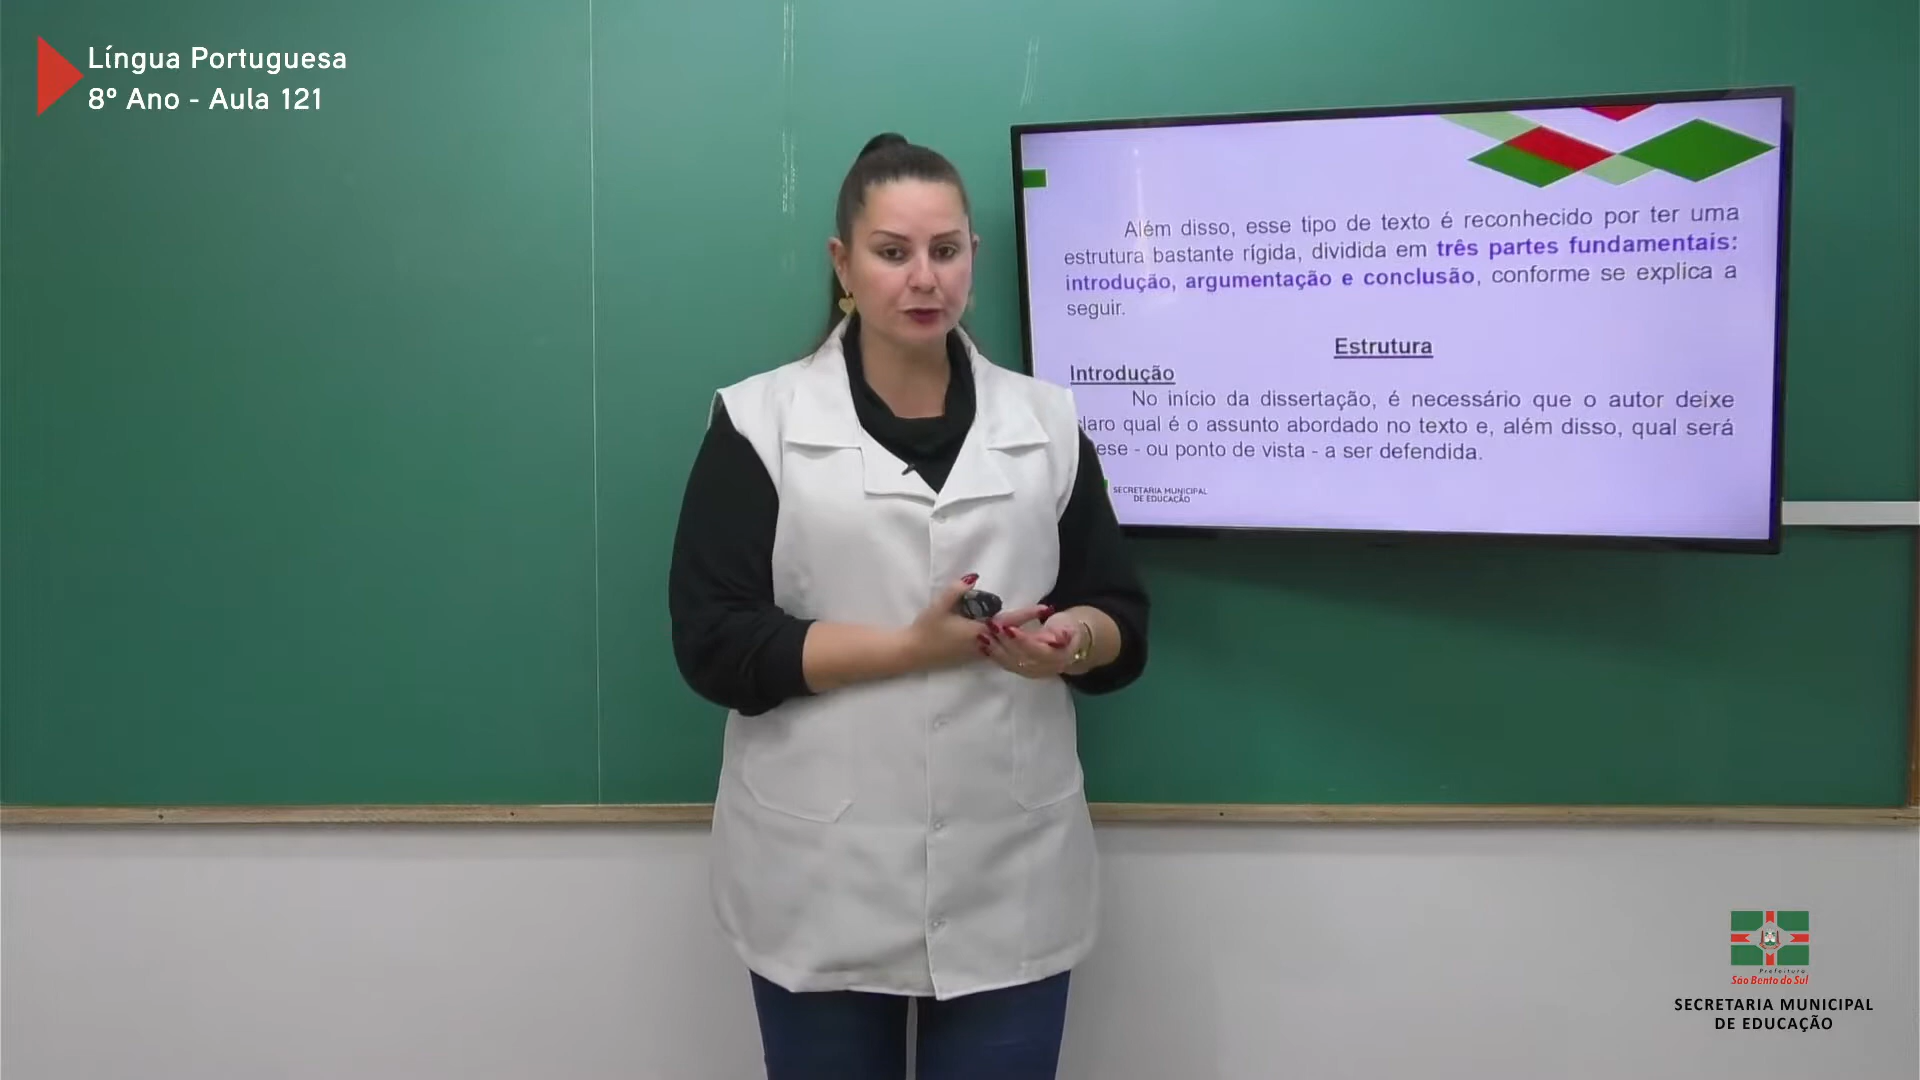 Língua Portuguesa
8º Ano - Aula 121
Além disso, esse tipo de texto é reconhecido por ter uma
estrutura bastante rígida, dividida em três partes fundamentais:
introdução, argumentação e conclusão, conforme se explica a
seguir.
Estrutura
Introdução
No início da dissertação, é necessário que o autor deixe
laro qual é o assunto abordado no texto e, além disso, qual será
ese - ou ponto de vista - a ser defendida.
SECRETARIA MUNICIPAL
DE EDUCAÇÃO
Prefeitura
São Bento do Sul
SECRETARIA MUNICIPAL
DE EDUCAÇÃO